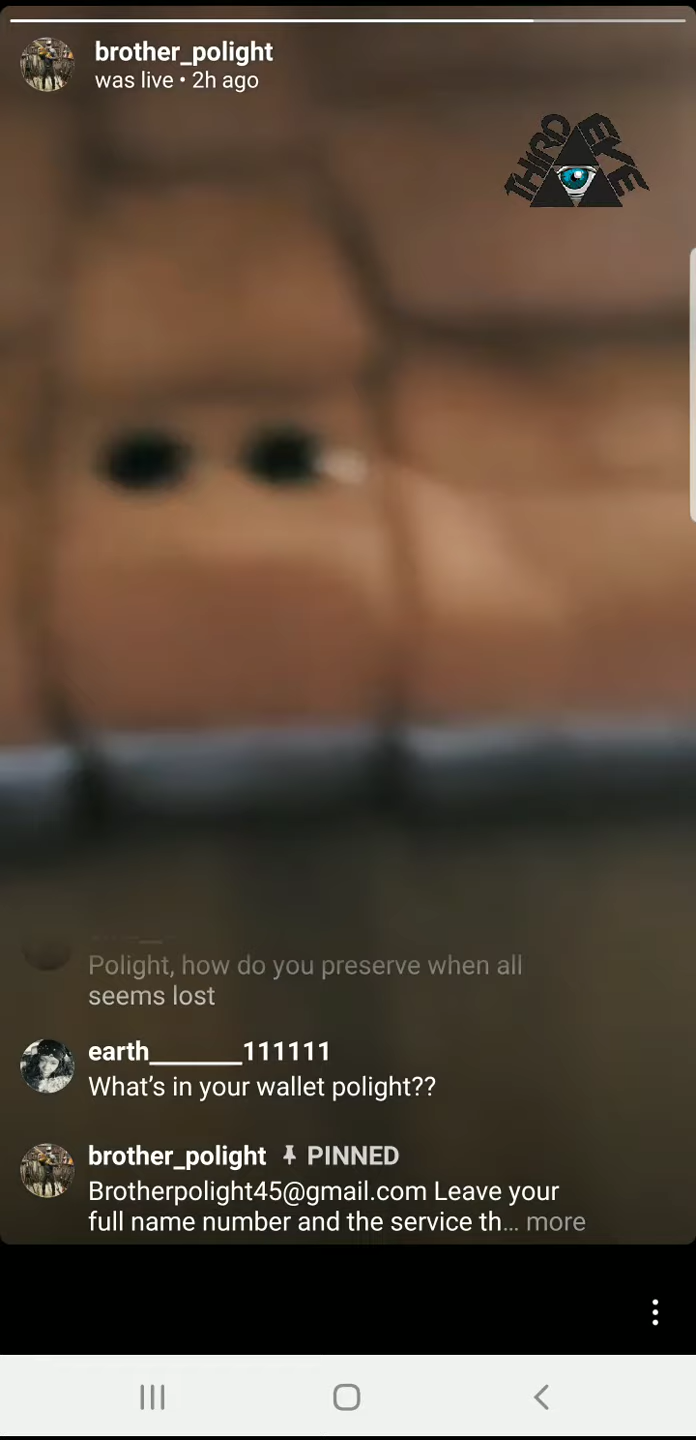 brother_polight
was live • 2h ago
THIRD EYE
Polight, how do you preserve when all
seems lost
earth_______111111
What's in your wallet polight??
brother_polight PINNED
Brotherpolight45@gmail.com Leave your
full name number and the service th... more